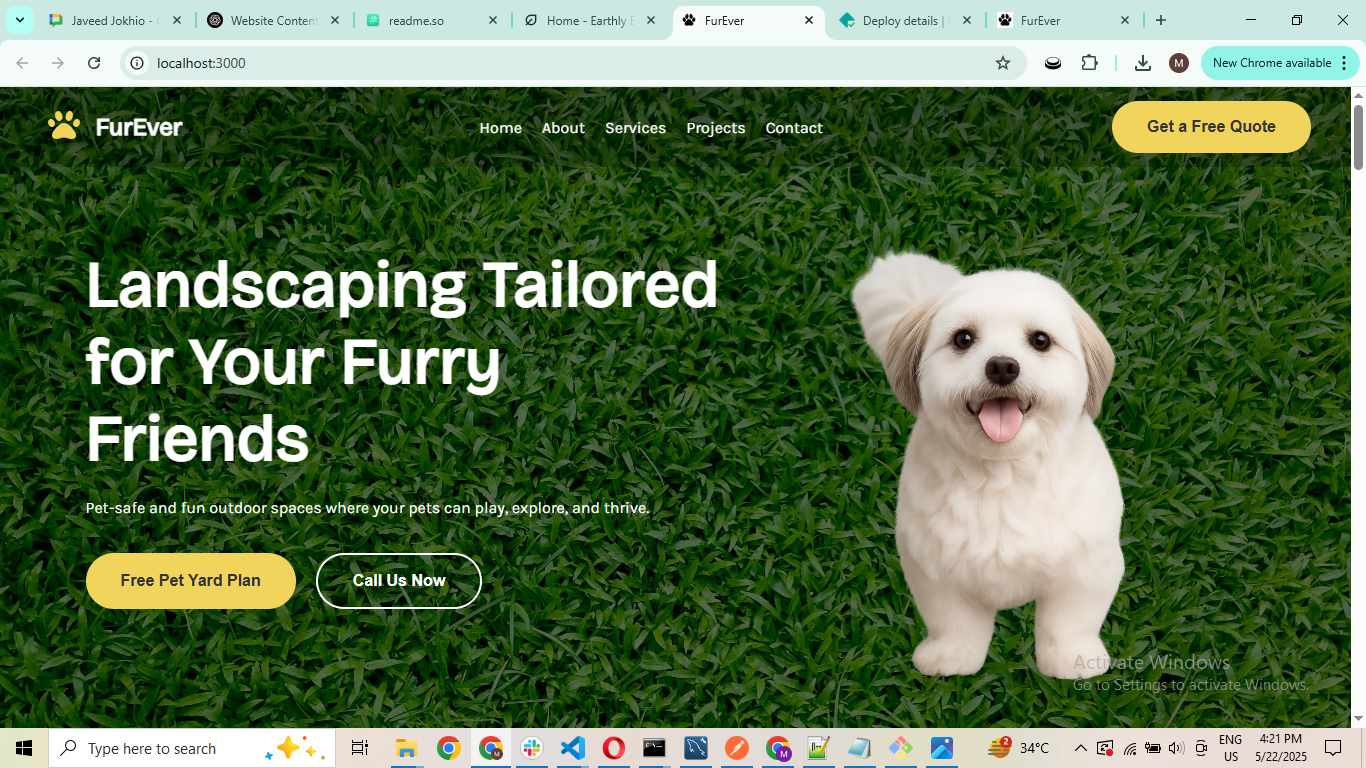 Javeed Jokhio - 
Website Content
readme.so
Home - Earthly
FurEver
Deploy details |
FurEver
localhost:3000
M
New Chrome available
FurEver
Home
About
Services
Projects
Contact
Get a Free Quote
Landscaping Tailored
for Your Furry
Friends
Pet-safe and fun outdoor spaces where your pets can play, explore, and thrive.
Free Pet Yard Plan
Call Us Now
Activate Windows
Go to Settings to activate Windows.
Type here to search
2
34°C
ENG
US
4:21 PM
5/22/2025